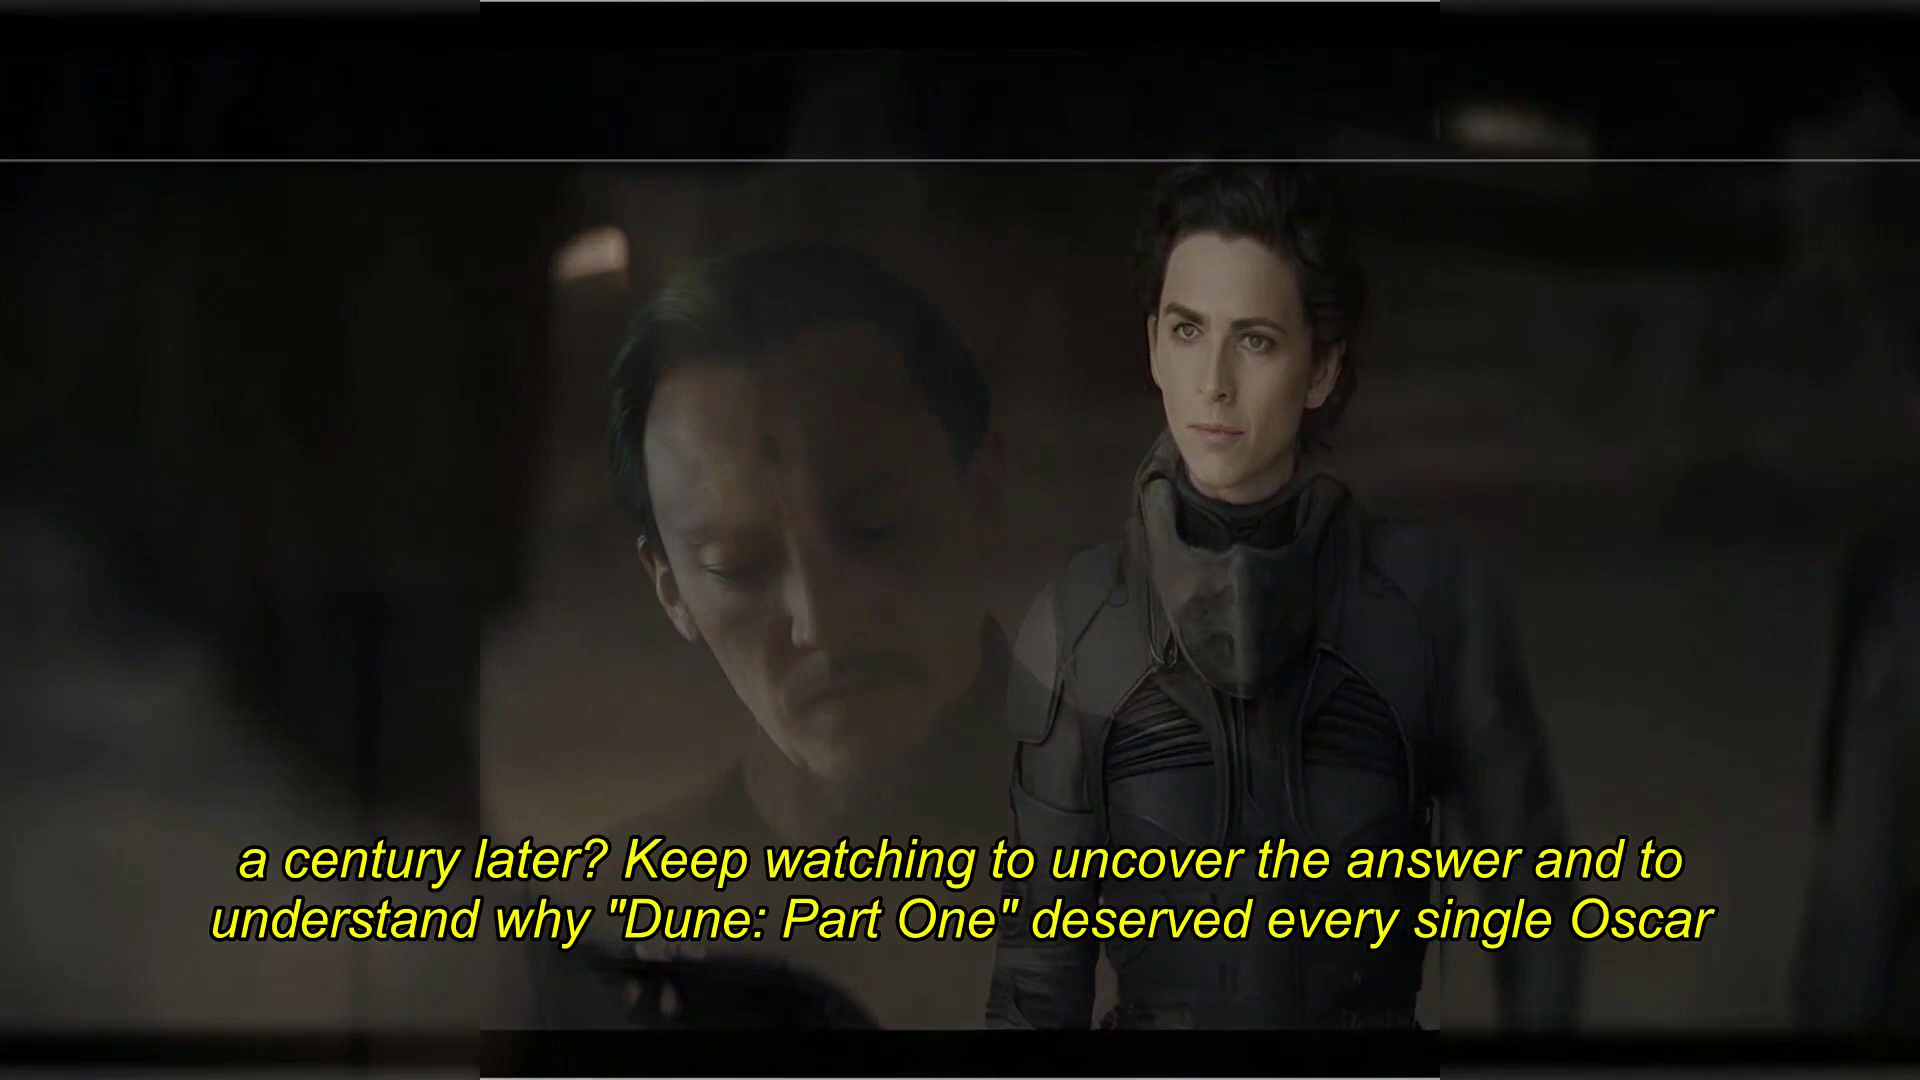 a century later? Keep watching to uncover the answer and to
understand why "Dune: Part One" deserved every single Oscar